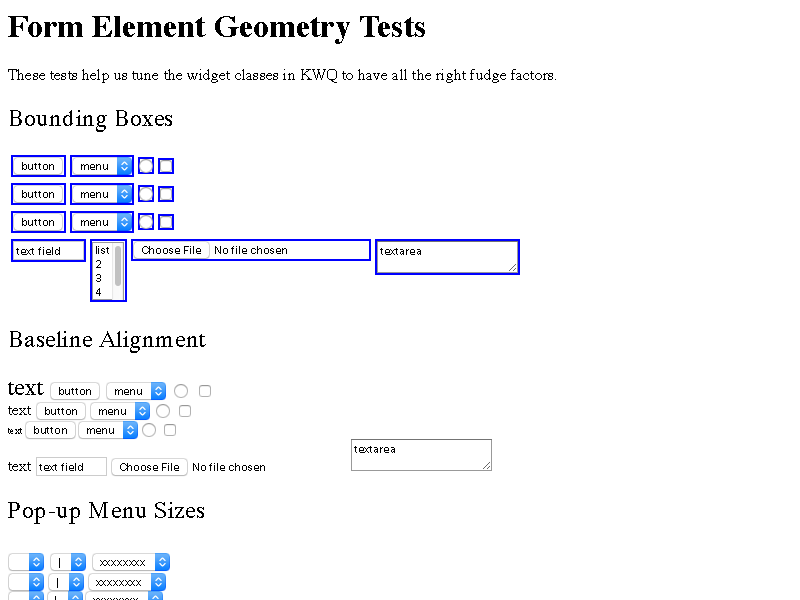 Form Element Geometry Tests
These tests help us tune the widget classes in KWQ to have all the right fudge factors.
Bounding Boxes
button menu
button menu
button menu
text field list Choose File No file chosen textarea
2
3
4
Baseline Alignment
text button menu
text button menu
text button menu
textarea
text text field Choose File No file chosen
Pop-up Menu Sizes
| xxxxxxxx
| xxxxxxxx
| xxxxxxxx